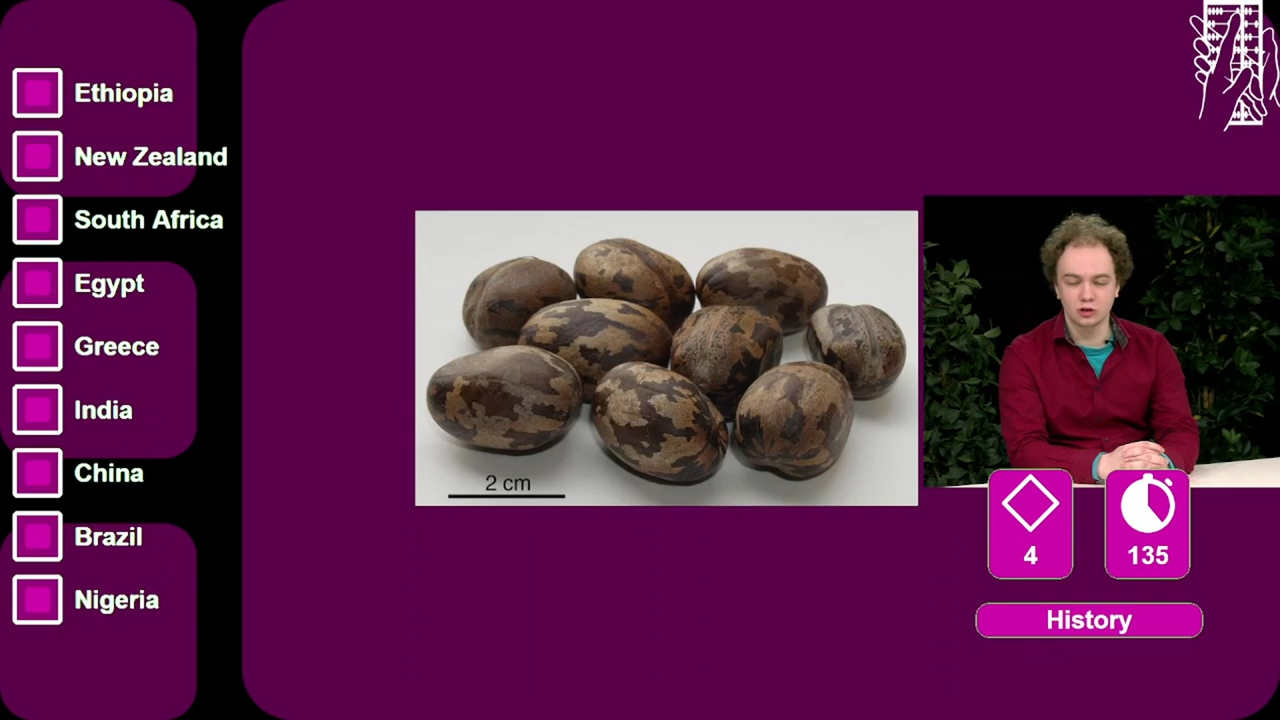 Ethiopia
New Zealand
South Africa
Egypt
Greece
India
China
Brazil
Nigeria
2 cm
4
135
History